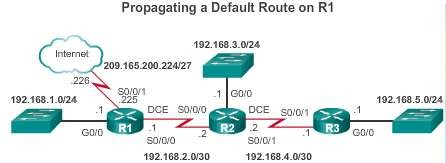 Propagating a Default Route on R1
Internet
209.165.200.224/27
192.168.3.0/24
.226
S0/0/1
.225
.1
G0/0
192.168.1.0/24
192.168.5.0/24
.1
DCE
S0/0/0
DCE
S0/0/1
.1
G0/0
R1
R2
R3
G0/0
S0/0/0
.1
.2
S0/0/1
.2
.1
192.168.2.0/30
192.168.4.0/30